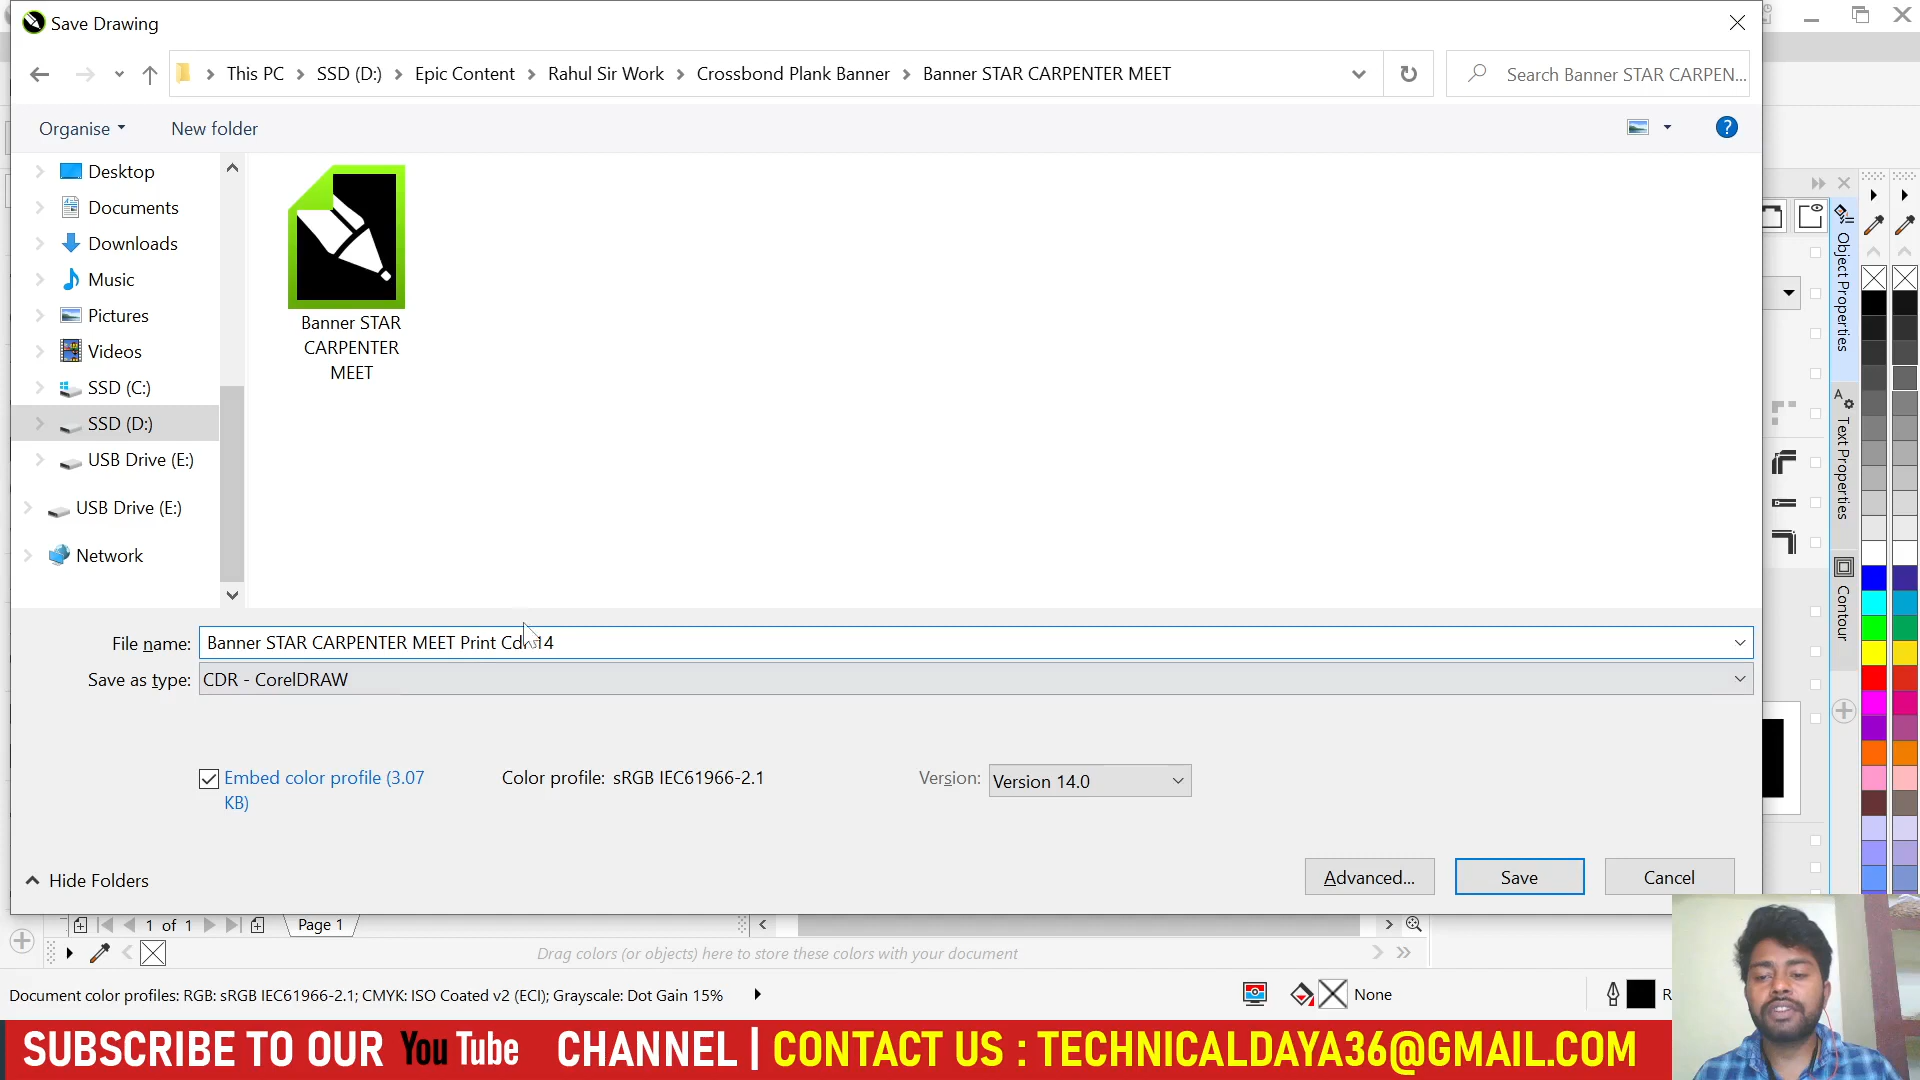 Save Drawing
This PC > SSD (D:) > Epic Content > Rahul Sir Work > Crossbond Plank Banner > Banner STAR CARPENTER MEET
Search Banner STAR CARPEN...
Organise
New folder
?
Desktop
Documents
Downloads
Music
Pictures
Videos
SSD (C:)
SSD (D:)
USB Drive (E:)
USB Drive (E:)
Network
Banner STAR
CARPENTER
MEET
Object Properties
Text Properties
Contour
File name:
Banner STAR CARPENTER MEET Print Cdr 14
Save as type:
CDR - CorelDRAW
Embed color profile (3.07
KB)
Color profile: sRGB IEC61966-2.1
Version:
Version 14.0
Hide Folders
Advanced...
Save
Cancel
1 of 1
Page 1
Drag colors (or objects) here to store these colors with your document
Document color profiles: RGB: sRGB IEC61966-2.1; CMYK: ISO Coated v2 (ECI); Grayscale: Dot Gain 15%
None
R
SUBSCRIBE TO OUR YouTube CHANNEL | CONTACT US : TECHNICALDAYA36@GMAIL.COM